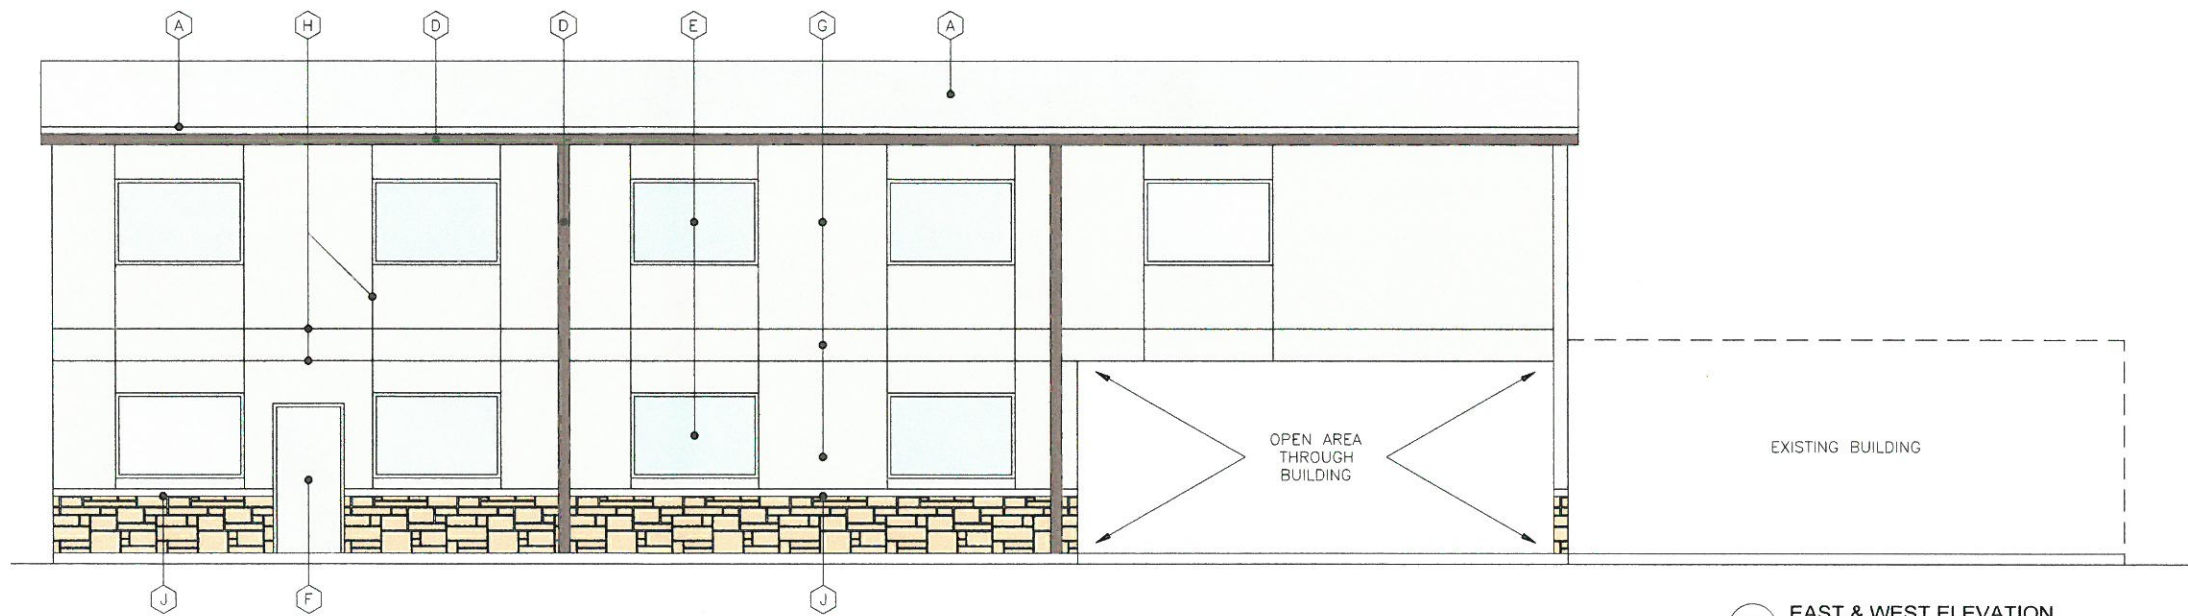 A H D D E G A
OPEN AREA
THROUGH
BUILDING
EXISTING BUILDING
J F J
EAST & WEST ELEVATION